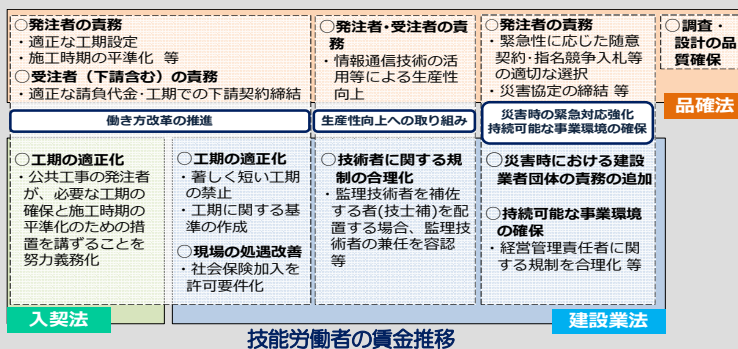 ○発注者の責務
・適正な工期設定
・施工時期の平準化 等
○受注者（下請含む）の責務
・適正な請負代金・工期での下請契約締結
○発注者・受注者の責
務
・情報通信技術の活
用等による生産性
向上
○発注者の責務
・緊急性に応じた随意
契約・指名競争入札等
の適切な選択
・災害協定の締結 等
○調査・
設計の品
質確保
品確法
働き方改革の推進
生産性向上への取り組み
災害時の緊急対応強化
持続可能な事業環境の確保
○工期の適正化
・公共工事の発注者
が、必要な工期の
確保と施工時期の
平準化のための措
置を講ずることを
努力義務化
○工期の適正化
・著しく短い工期
の禁止
・工期に関する基
準の作成
○現場の処遇改善
・社会保険加入を
許可要件化
○技術者に関する規
制の合理化
・監理技術者を補佐
する者(技士補)を配
置する場合、監理技
術者の兼任を容認
等
○災害時における建設
業者団体の責務の追加
○持続可能な事業環境
の確保
・経営管理責任者に関
する規制を合理化 等
入契法
建設業法
技能労働者の賃金推移